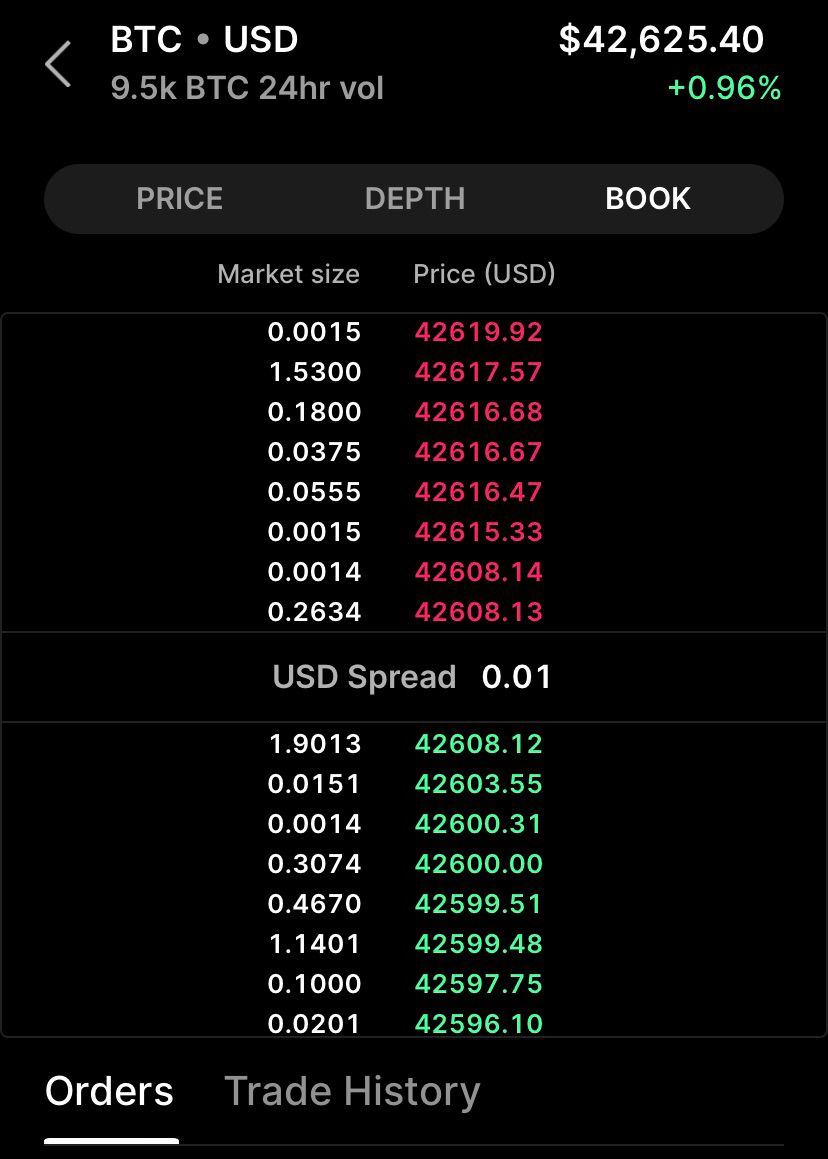 BTC • USD $42,625.40
9.5k BTC 24hr vol +0.96%
PRICE DEPTH BOOK
Market size Price (USD)
0.0015 42619.92
1.5300 42617.57
0.1800 42616.68
0.0375 42616.67
0.0555 42616.47
0.0015 42615.33
0.0014 42608.14
0.2634 42608.13
USD Spread 0.01
1.9013 42608.12
0.0151 42603.55
0.0014 42600.31
0.3074 42600.00
0.4670 42599.51
1.1401 42599.48
0.1000 42597.75
0.0201 42596.10
Orders Trade History